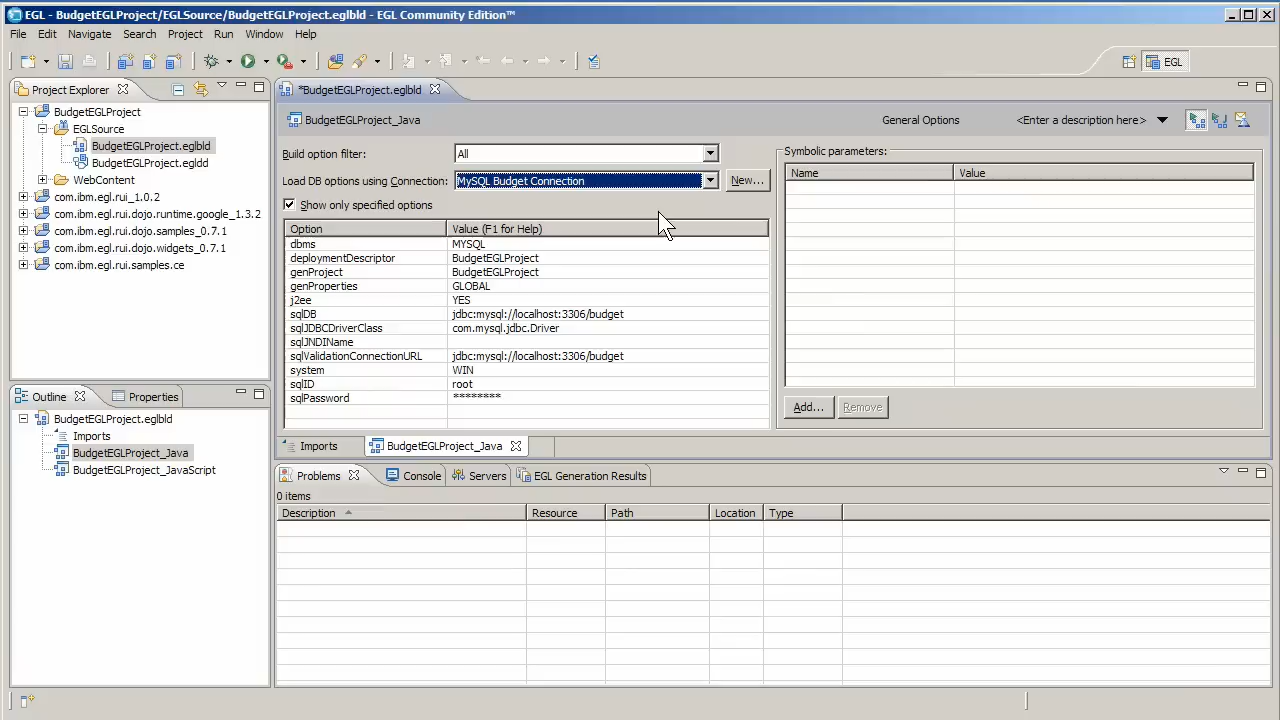 EGL - BudgetEGLProject/EGLSource/BudgetEGLProject.eglbld - EGL Community Edition™
File Edit Navigate Search Project Run Window Help
EGL
Project Explorer
BudgetEGLProject
EGLSource
BudgetEGLProject.eglbld
BudgetEGLProject.egldd
WebContent
com.ibm.egl.rui_1.0.2
com.ibm.egl.rui.dojo.runtime.google_1.3.2
com.ibm.egl.rui.dojo.samples_0.7.1
com.ibm.egl.rui.dojo.widgets_0.7.1
com.ibm.egl.rui.samples.ce
Outline Properties
BudgetEGLProject.eglbld
Imports
BudgetEGLProject_Java
BudgetEGLProject_JavaScript
*BudgetEGLProject.eglbld
BudgetEGLProject_Java General Options <Enter a description here>
Build option filter: All
Load DB options using Connection: MySQL Budget Connection New...
Show only specified options
Option Value (F1 for Help)
dbms MYSQL
deploymentDescriptor BudgetEGLProject
genProject BudgetEGLProject
genProperties GLOBAL
j2ee YES
sqlDB jdbc:mysql://localhost:3306/budget
sqlJDBCDriverClass com.mysql.jdbc.Driver
sqlJNDIName
sqlValidationConnectionURL jdbc:mysql://localhost:3306/budget
system WIN
sqlID root
sqlPassword ********
Symbolic parameters:
Name Value
Add... Remove
Imports BudgetEGLProject_Java
Problems Console Servers EGL Generation Results
0 items
Description Resource Path Location Type